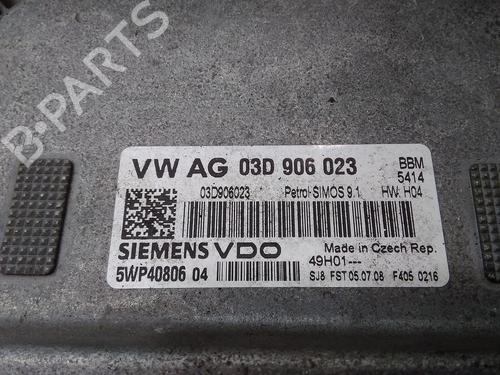 B-PARTS
VW AG 03D 906 023 BBM
5414
03D906023 Petrol SIMOS 9.1 HW: H04
SIEMENS VDO Made in Czech Rep.
49H01---
5WP40806 04 SJ8 FST 05.07.08 F405 0216